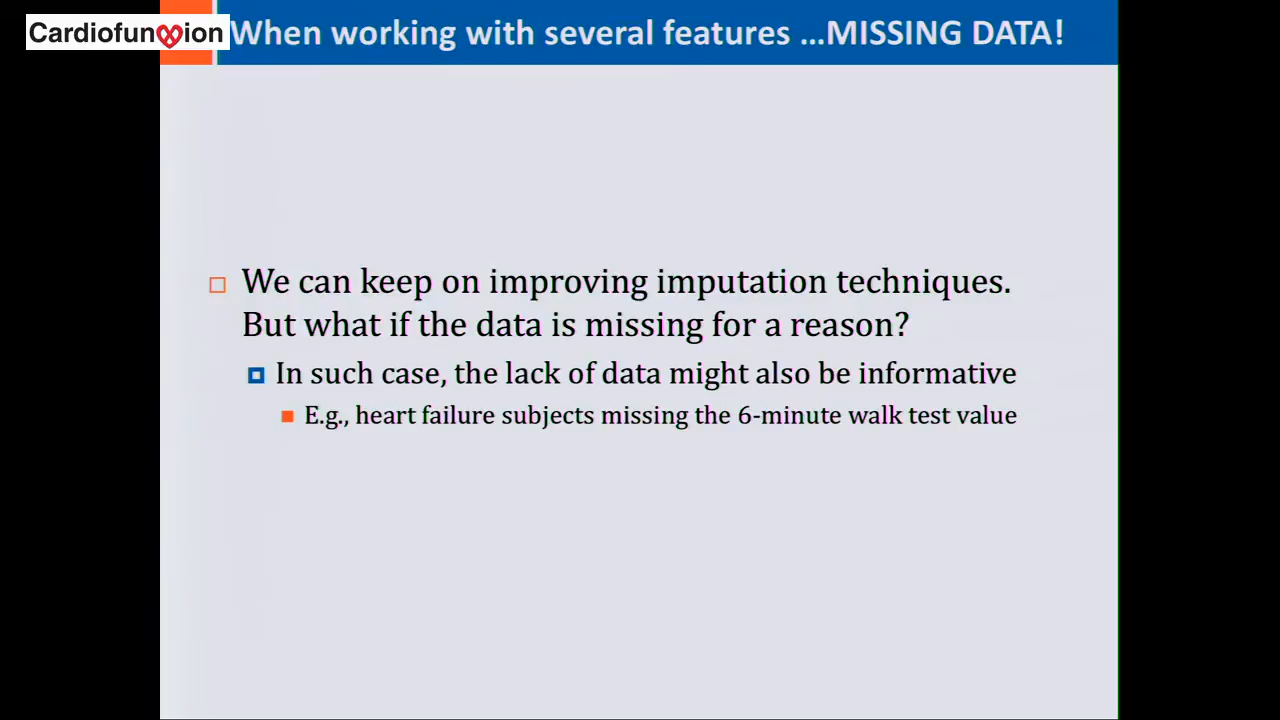 Cardiofunxion
When working with several features ...MISSING DATA!
We can keep on improving imputation techniques.
But what if the data is missing for a reason?
In such case, the lack of data might also be informative
E.g., heart failure subjects missing the 6-minute walk test value